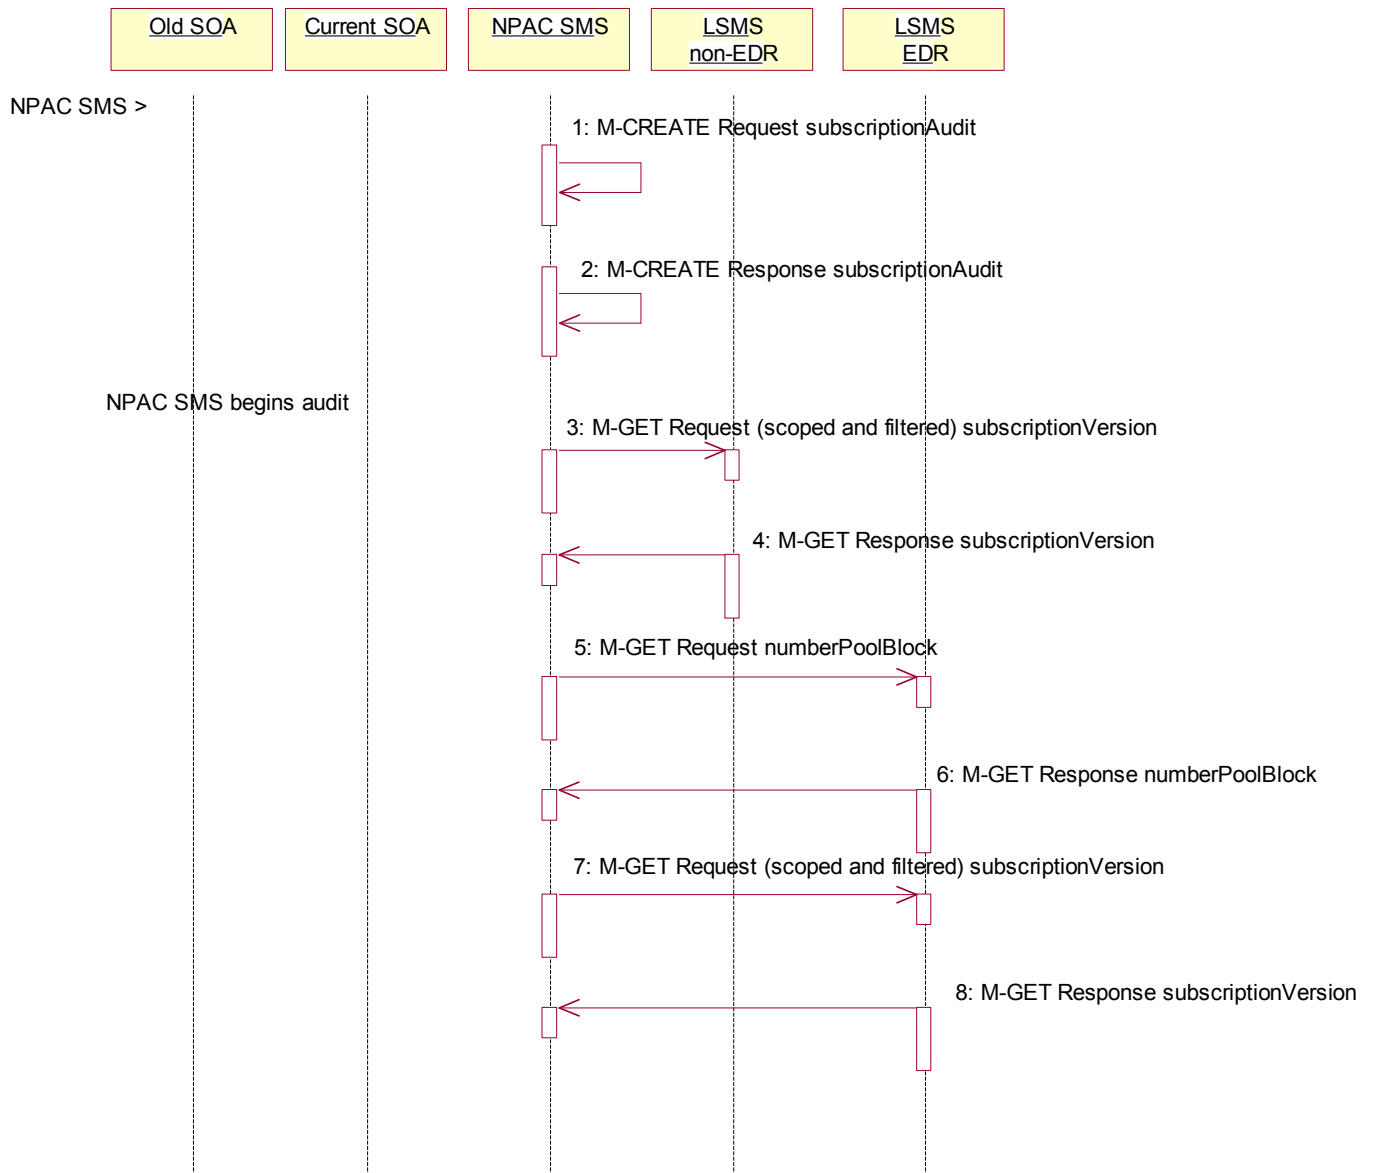 Old SOA
Current SOA
NPAC SMS
LSMS
non-EDR
LSMS
EDR
NPAC SMS >
1: M-CREATE Request subscriptionAudit
2: M-CREATE Response subscriptionAudit
NPAC SMS begins audit
3: M-GET Request (scoped and filtered) subscriptionVersion
4: M-GET Response subscriptionVersion
5: M-GET Request numberPoolBlock
6: M-GET Response numberPoolBlock
7: M-GET Request (scoped and filtered) subscriptionVersion
8: M-GET Response subscriptionVersion